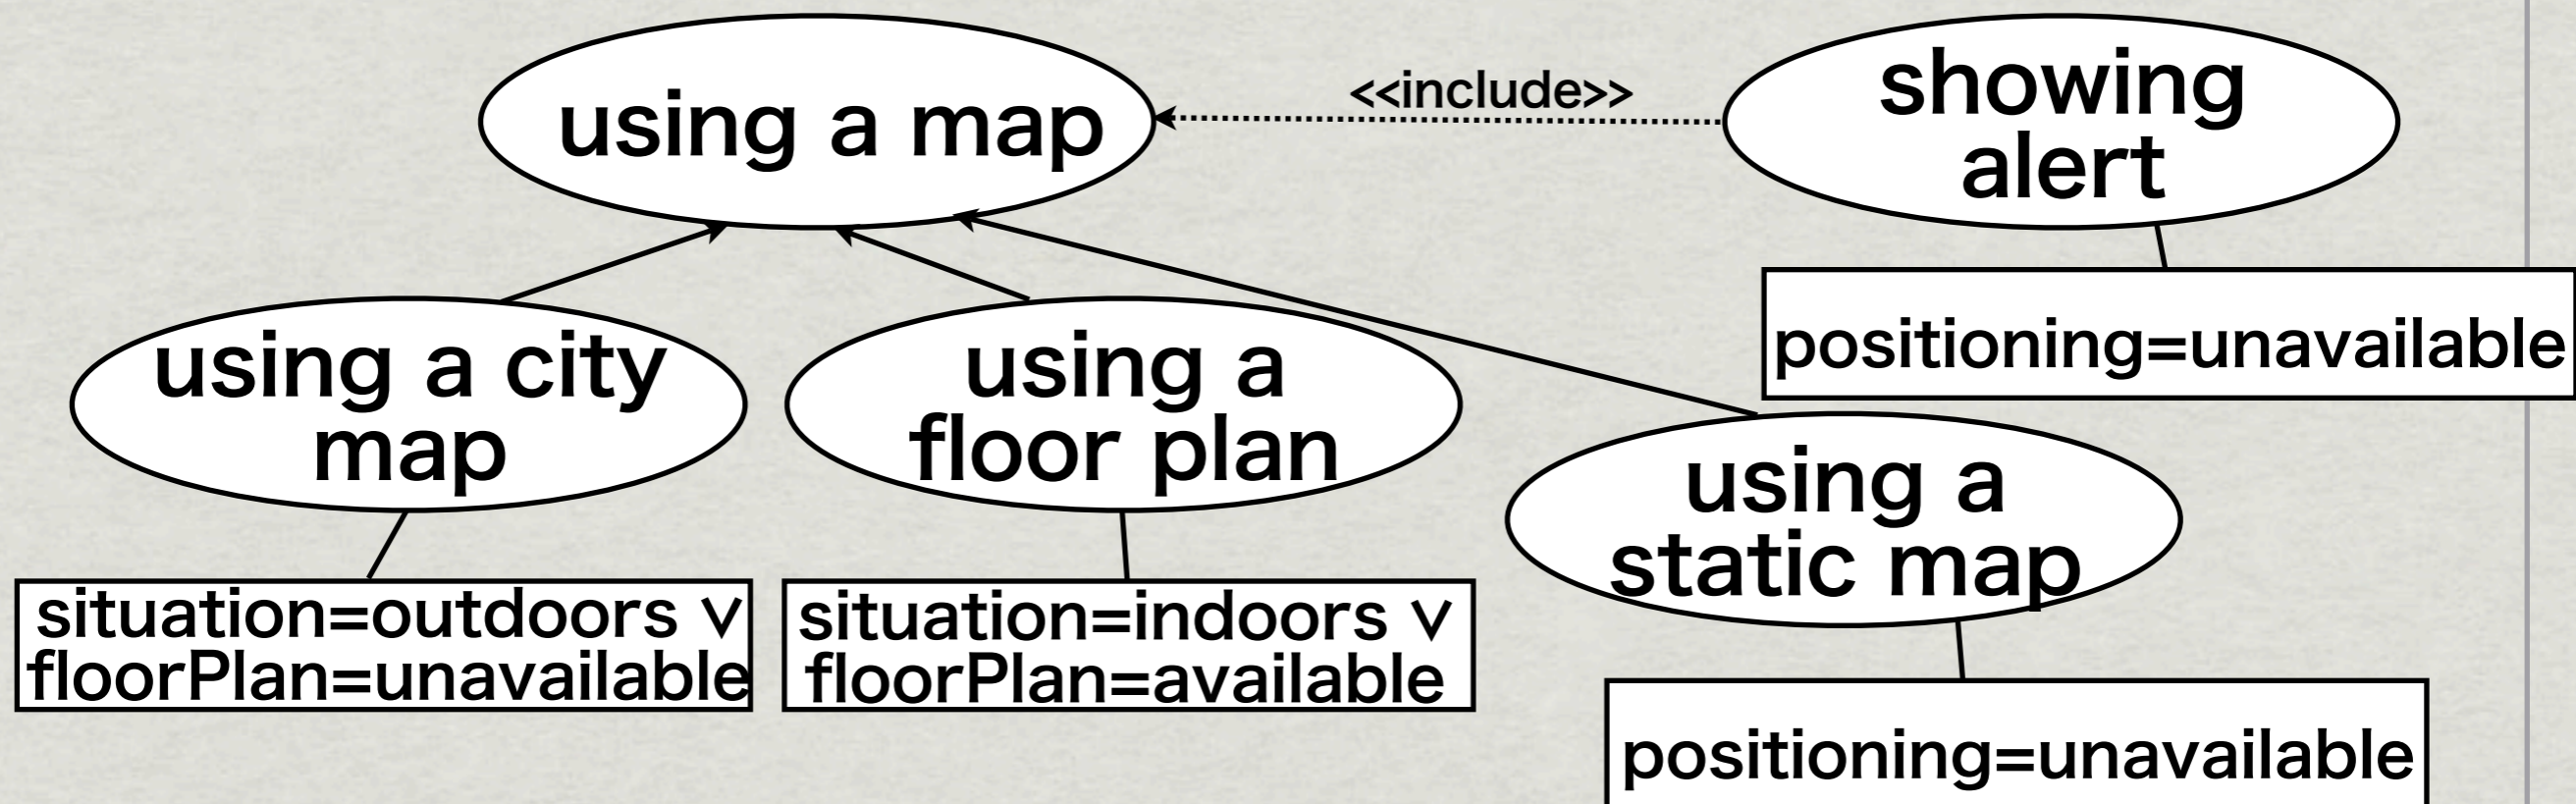 using a map
<<include>>
showing
alert
positioning=unavailable
using a city
map
using a
floor plan
using a
static map
situation=outdoors ∨
floorPlan=unavailable
situation=indoors ∨
floorPlan=available
positioning=unavailable